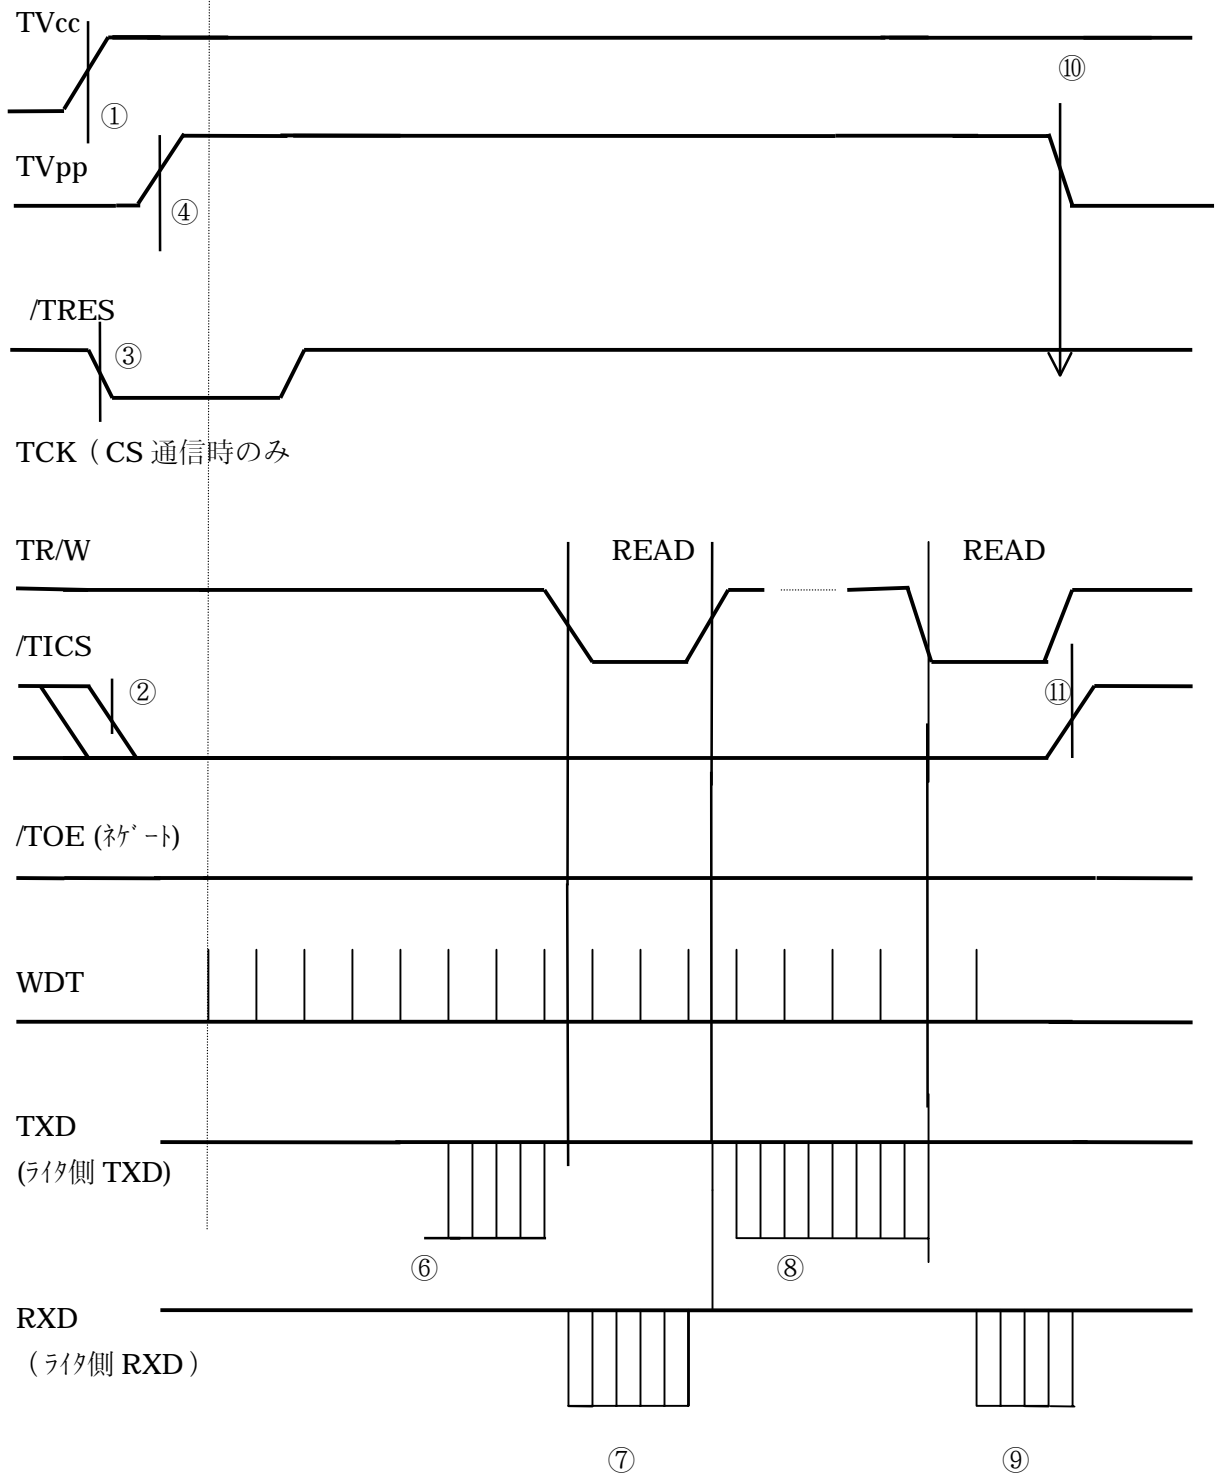 TVcc
⑩
①
TVpp
④
/TRES
③
TCK（CS 通信時のみ
TR/W READ READ
/TICS
② ⑪
/TOE (ﾈｹﾞｰﾄ)
WDT
TXD
(ﾗｲﾀ側 TXD)
⑥ ⑧
RXD
（ﾗｲﾀ側 RXD）
⑦ ⑨